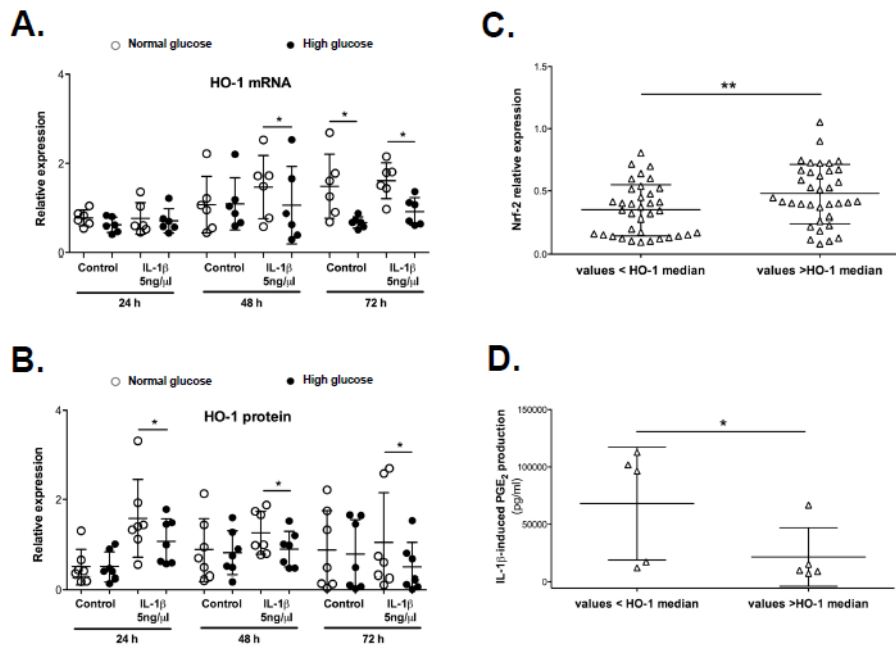 A.
Normal glucose
High glucose
HO-1 mRNA
Relative expression
4
2
0
*
*
*
Control
IL-1β
5ng/μl
Control
IL-1β
5ng/μl
Control
IL-1β
5ng/μl
24 h
48 h
72 h
B.
Normal glucose
High glucose
HO-1 protein
Relative expression
4
2
0
*
*
*
Control
IL-1β
5ng/μl
Control
IL-1β
5ng/μl
Control
IL-1β
5ng/μl
24 h
48 h
72 h
C.
Nrf-2 relative expression
1.5
1.0
0.5
0.0
**
values < HO-1 median
values >HO-1 median
D.
IL-1β-induced PGE2 production
(pg/ml)
150000
100000
50000
0
*
values < HO-1 median
values >HO-1 median